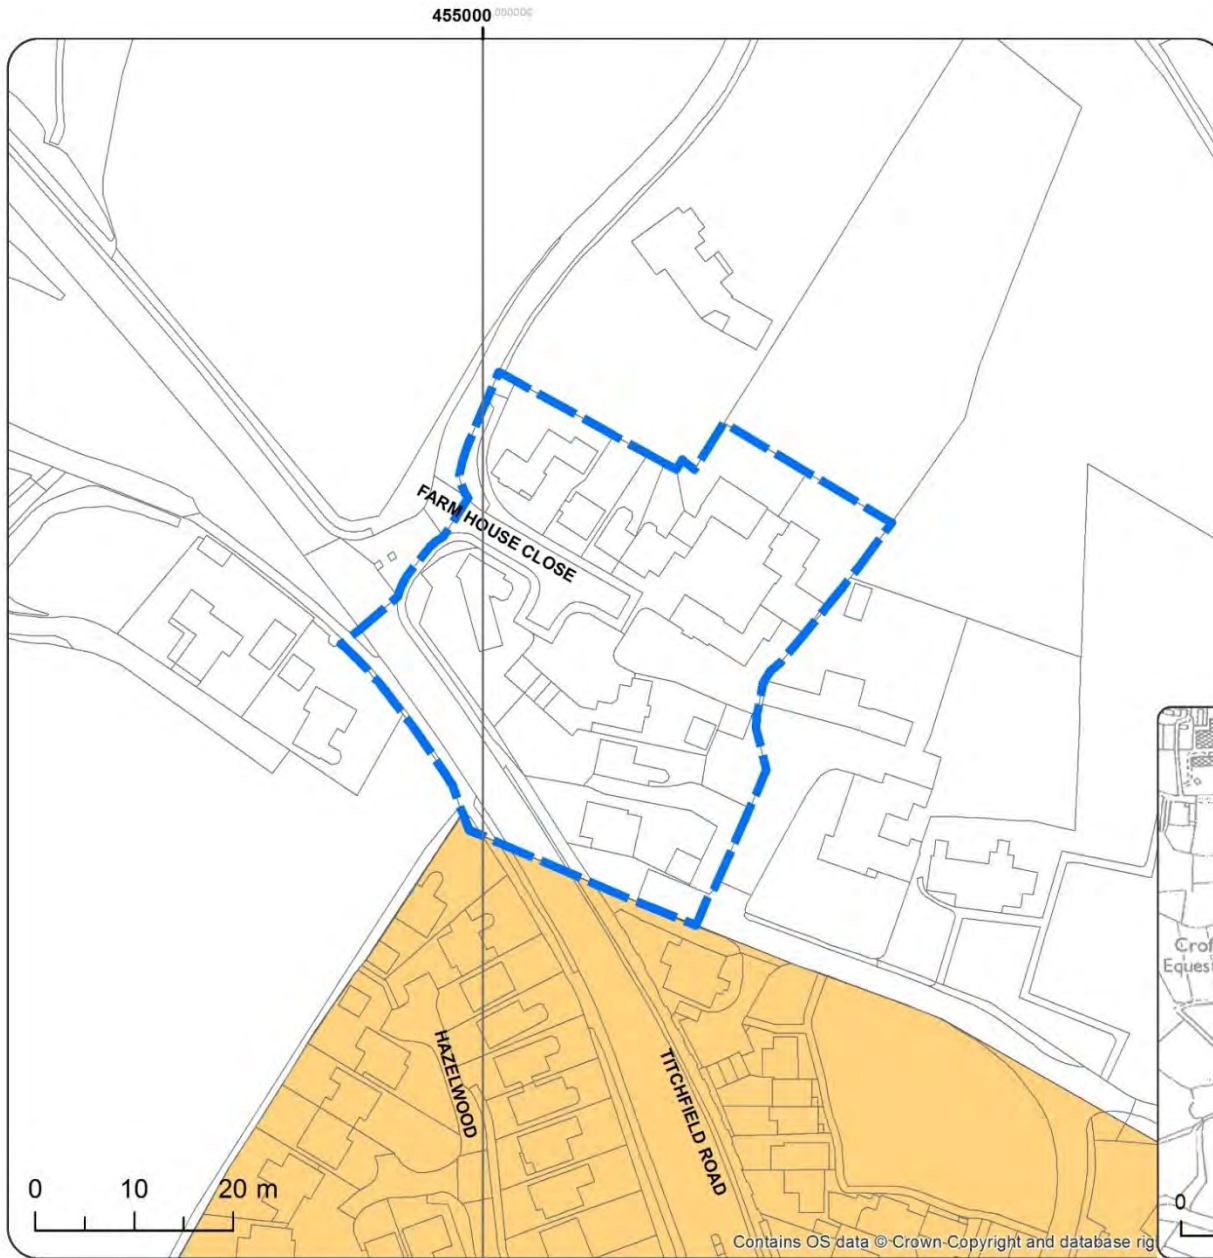 455000
FARM HOUSE CLOSE
HAZELWOOD
TITCHFIELD ROAD
0 10 20 m
Contains OS data © Crown Copyright and database rig
Crof
Equest
0